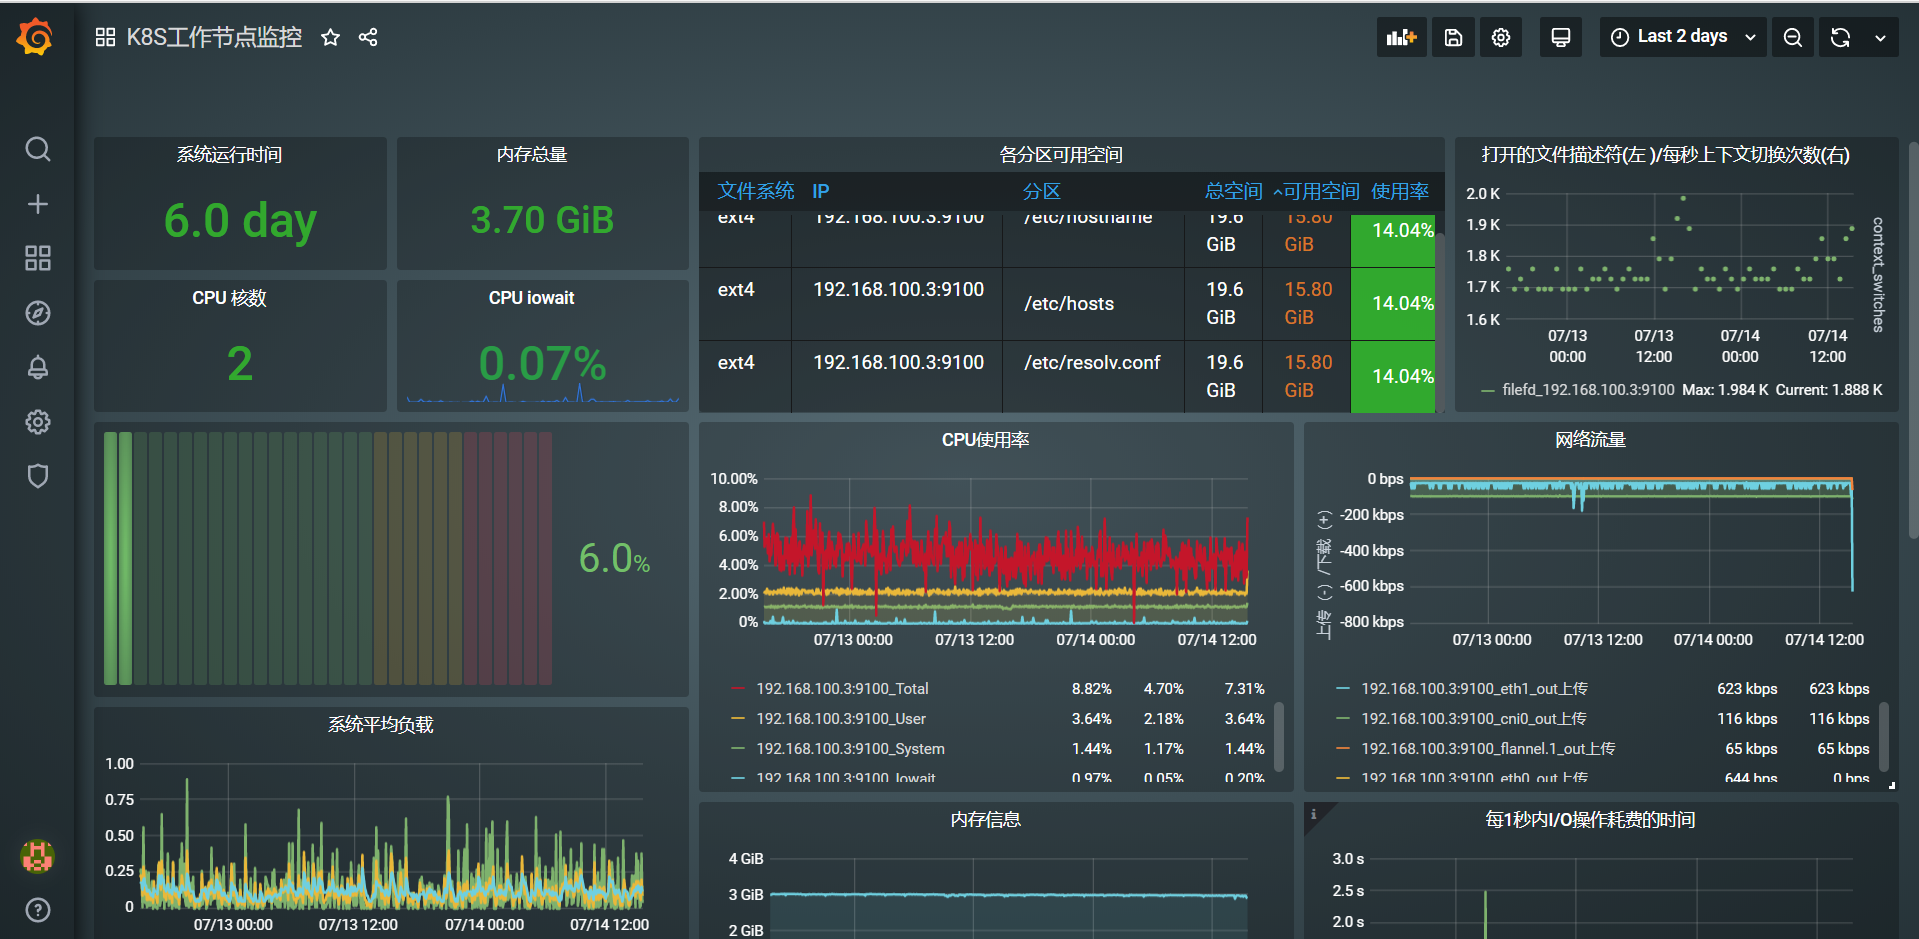 K8S工作节点监控
Last 2 days
系统运行时间
6.0 day
内存总量
3.70 GiB
CPU 核数
2
CPU iowait
0.07%
各分区可用空间
文件系统 IP 分区 总空间 可用空间 使用率
ext4 192.168.100.3:9100 /etc/hostname 19.6 GiB 15.80 GiB 14.04%
ext4 192.168.100.3:9100 /etc/hosts 19.6 GiB 15.80 GiB 14.04%
ext4 192.168.100.3:9100 /etc/resolv.conf 19.6 GiB 15.80 GiB 14.04%
打开的文件描述符(左 )/每秒上下文切换次数(右)
2.0 K
1.9 K
1.8 K
1.7 K
1.6 K
context_switches
07/13 00:00
07/13 12:00
07/14 00:00
07/14 12:00
filefd_192.168.100.3:9100 Max: 1.984 K Current: 1.888 K
6.0%
CPU使用率
10.00%
8.00%
6.00%
4.00%
2.00%
0%
07/13 00:00 07/13 12:00 07/14 00:00 07/14 12:00
192.168.100.3:9100_Total 8.82% 4.70% 7.31%
192.168.100.3:9100_User 3.64% 2.18% 3.64%
192.168.100.3:9100_System 1.44% 1.17% 1.44%
192.168.100.3:9100_Iowait 0.97% 0.05% 0.20%
网络流量
上传（-）/下载（+）
0 bps
-200 kbps
-400 kbps
-600 kbps
-800 kbps
07/13 00:00 07/13 12:00 07/14 00:00 07/14 12:00
192.168.100.3:9100_eth1_out上传 623 kbps 623 kbps
192.168.100.3:9100_cni0_out上传 116 kbps 116 kbps
192.168.100.3:9100_flannel.1_out上传 65 kbps 65 kbps
192.168.100.3:9100_eth0_out上传 644 bps 0 bps
系统平均负载
1.00
0.75
0.50
0.25
0
07/13 00:00 07/13 12:00 07/14 00:00 07/14 12:00
内存信息
4 GiB
3 GiB
2 GiB
i
每1秒内I/O操作耗费的时间
3.0 s
2.5 s
2.0 s